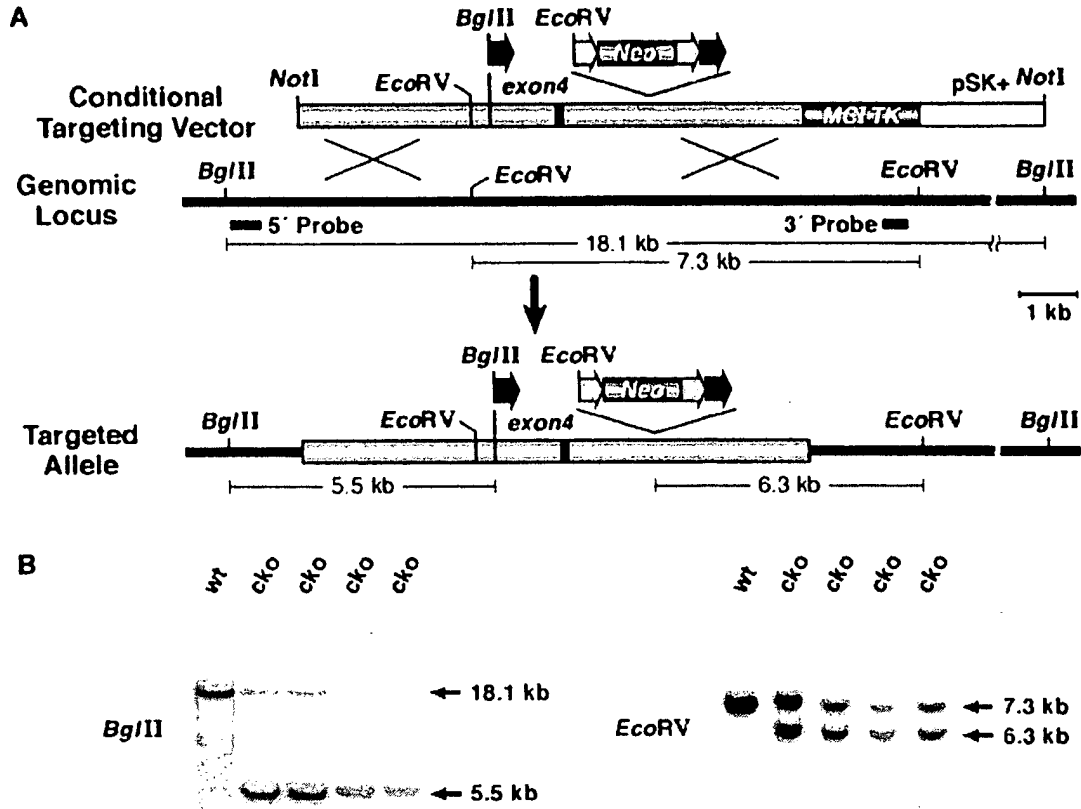 A
BglII EcoRV
Neo
NotI EcoRV exon4 pSK+ NotI
Conditional
Targeting Vector
MC1-TK
BglII EcoRV EcoRV BglII
Genomic
Locus
5´ Probe 3´ Probe
18.1 kb
7.3 kb
1 kb
BglII EcoRV
Neo
BglII EcoRV exon4 EcoRV BglII
Targeted
Allele
5.5 kb 6.3 kb
B
wt cko cko cko cko wt cko cko cko cko
18.1 kb 7.3 kb
BglII EcoRV 6.3 kb
5.5 kb